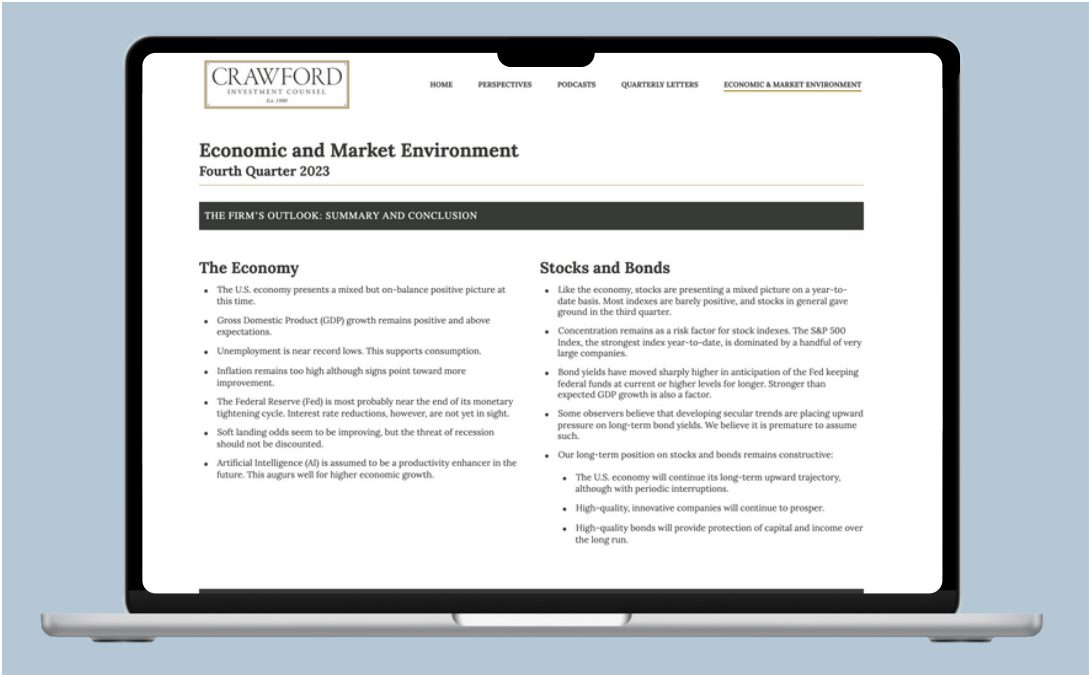 CRAWFORD
INVESTMENT COUNSEL
Est. 1980
HOME
PERSPECTIVES
PODCASTS
QUARTERLY LETTERS
ECONOMIC & MARKET ENVIRONMENT
Economic and Market Environment
Fourth Quarter 2023
THE FIRM'S OUTLOOK: SUMMARY AND CONCLUSION
The Economy
The U.S. economy presents a mixed but on-balance positive picture at
this time.
Gross Domestic Product (GDP) growth remains positive and above
expectations.
Unemployment is near record lows. This supports consumption.
Inflation remains too high although signs point toward more
improvement.
The Federal Reserve (Fed) is most probably near the end of its monetary
tightening cycle. Interest rate reductions, however, are not yet in sight.
Soft landing odds seem to be improving, but the threat of recession
should not be discounted.
Artificial Intelligence (AI) is assumed to be a productivity enhancer in the
future. This augurs well for higher economic growth.
Stocks and Bonds
Like the economy, stocks are presenting a mixed picture on a year-to-
date basis. Most indexes are barely positive, and stocks in general gave
ground in the third quarter.
Concentration remains as a risk factor for stock indexes. The S&P 500
Index, the strongest index year-to-date, is dominated by a handful of very
large companies.
Bond yields have moved sharply higher in anticipation of the Fed keeping
federal funds at current or higher levels for longer. Stronger than
expected GDP growth is also a factor.
Some observers believe that developing secular trends are placing upward
pressure on long-term bond yields. We believe it is premature to assume
such.
Our long-term position on stocks and bonds remains constructive:
The U.S. economy will continue its long-term upward trajectory,
although with periodic interruptions.
High-quality, innovative companies will continue to prosper.
High-quality bonds will provide protection of capital and income over
the long run.